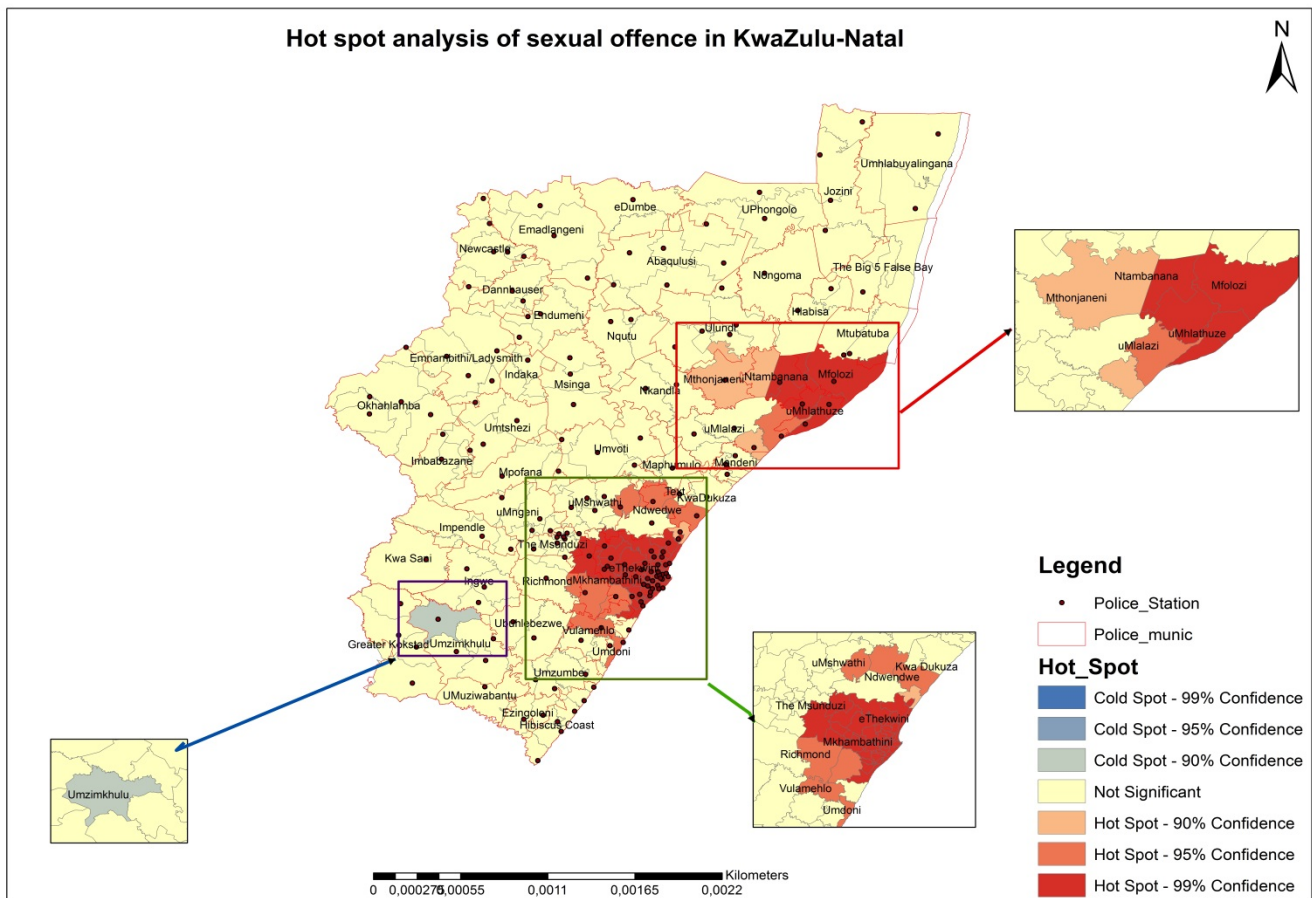 Hot spot analysis of sexual offence in KwaZulu-Natal
N
Umhlabuyalingana
Jozini
eDumbe
UPhongolo
Emadlangeni
Newcastle
Abaqulusi
Nongoma
The Big 5 False Bay
Dannhauser
Endumeni
Hlabisa
Nqutu
Ulundi
Mtubatuba
Emnambithi/Ladysmith
Indaka
Msinga
Nkandla
Mthonjaneni
Ntambanana
Mfolozi
Okhahlamba
Umtshezi
uMhlathuze
uMlalazi
Imbabazane
Umvoti
Mpofana
Maphumulo
Mandeni
uMshwathi
Text
KwaDukuza
Ndwedwe
uMngeni
Impendle
The Msunduzi
Kwa Sani
eThekwini
Ingwe
Richmond
Mkhambathini
Ubuhlebezwe
Vulamehlo
Greater Kokstad
Umzimkhulu
Umdoni
Umzumbe
UMuziwabantu
Ezingoleni
Hibiscus Coast
Ntambanana
Mfolozi
Mthonjaneni
uMhlathuze
uMlalazi
Umzimkhulu
uMshwathi
Kwa Dukuza
Ndwendwe
The Msunduzi
eThekwini
Mkhambathini
Richmond
Vulamehlo
Umdoni
Legend
Police_Station
Police_munic
Hot_Spot
Cold Spot - 99% Confidence
Cold Spot - 95% Confidence
Cold Spot - 90% Confidence
Not Significant
Hot Spot - 90% Confidence
Hot Spot - 95% Confidence
Hot Spot - 99% Confidence
Kilometers
0 0,000275 0,00055 0,0011 0,00165 0,0022